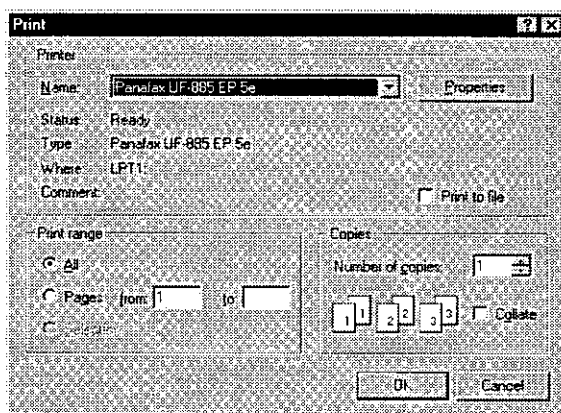 Print
Printer
Name: Panafax UF-885 EP 5e Properties
Status: Ready
Type: Panafax UF-885 EP 5e
Where: LPT1:
Comment: Print to file
Print range Copies
All Number of copies: 1
Pages from: 1 to:
1 1 2 2 3 3 Collate
Selection
OK Cancel